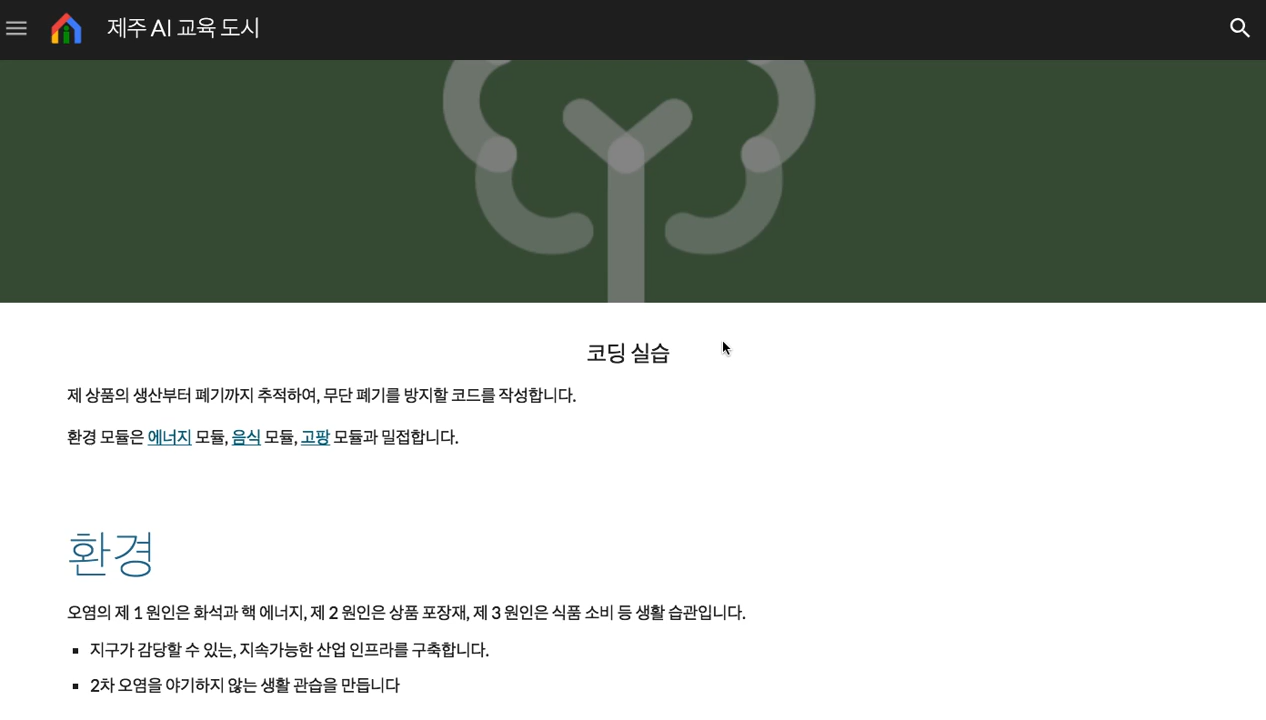 제주 AI 교육 도시
코딩 실습
제 상품의 생산부터 폐기까지 추적하여, 무단 폐기를 방지할 코드를 작성합니다.
환경 모듈은 에너지 모듈, 음식 모듈, 고팡 모듈과 밀접합니다.
환경
오염의 제 1 원인은 화석과 핵 에너지, 제 2 원인은 상품 포장재, 제 3 원인은 식품 소비 등 생활 습관입니다.
지구가 감당할 수 있는, 지속가능한 산업 인프라를 구축합니다.
2차 오염을 야기하지 않는 생활 관습을 만듭니다